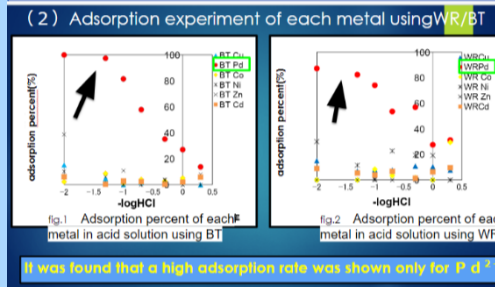 (2) Adsorption experiment of each metal usingWR/BT
adsorption percent(%)
100
80
60
40
20
-2 -1.5 -1 -0.5 0 0.5
-logHCl
BT Cu
BT Pd
BT Co
BT Ni
BT Zn
BT Cd
fig.1 Adsorption percent of each
metal in acid solution using BT
adsorption percent(%)
100
80
60
40
20
-2 -1.5 -1 -0.5 0 0.5
-logHCl
WRCu
WRPd
WR Co
WR Ni
WR Zn
WRCd
fig.2 Adsorption percent of ea
metal in acid solution using WR
It was found that a high adsorption rate was shown only for Pd²